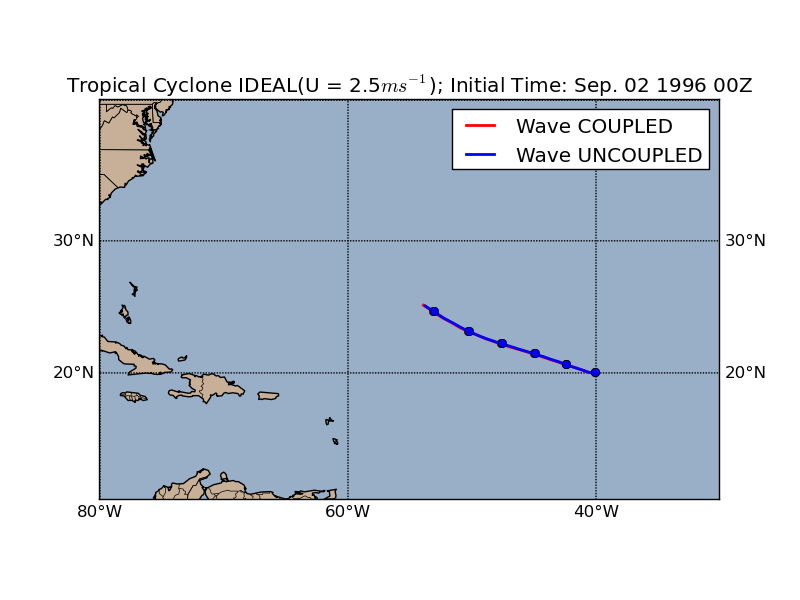 Tropical Cyclone IDEAL(U = 2.5ms⁻¹); Initial Time: Sep. 02 1996 00Z
Wave COUPLED
Wave UNCOUPLED
30°N 30°N
20°N 20°N
80°W 60°W 40°W